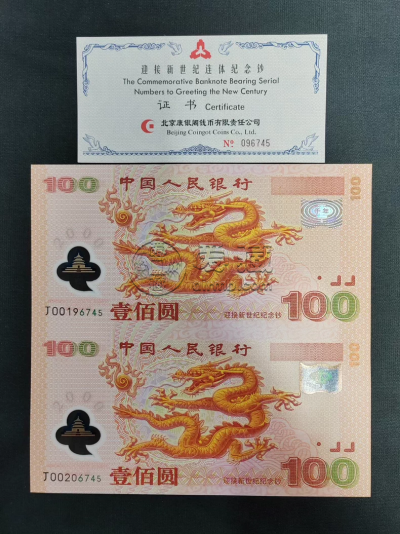 迎接新世纪连体纪念钞
The Commemorative Banknote Bearing Serial
Numbers to Greeting the New Century
证书 Certificate
北京康银阁钱币有限责任公司
Beijing Coingot Coins Co., Ltd.
No 096745
100 中国人民银行 100
2000
J00196745 壹佰圆 迎接新世纪纪念钞 100
100 中国人民银行 100
2000
J00206745 壹佰圆 迎接新世纪纪念钞 100